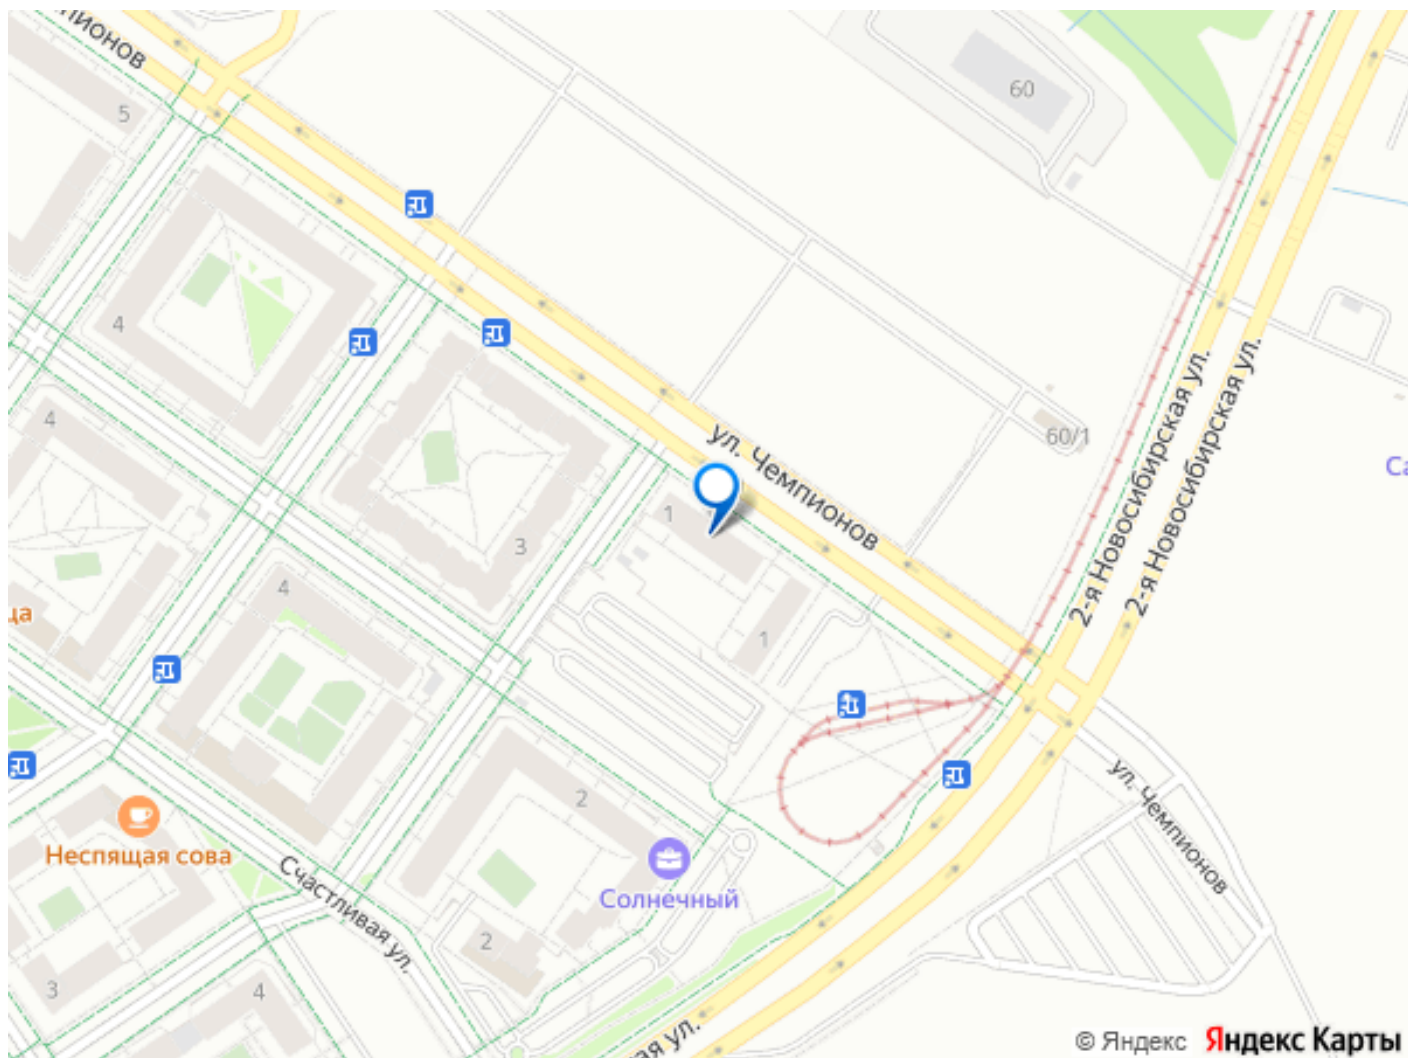 пионов
5
60
4
4
ул. Чемпионов
60/1
2-я Новосибирская ул.
2-я Новосибирская ул.
Са
1
3
4
ца
1
2
ул. Чемпионов
Неспящая сова
Счастливая ул.
Солнечный
2
3
4
ая ул.
© Яндекс Яндекс Карты